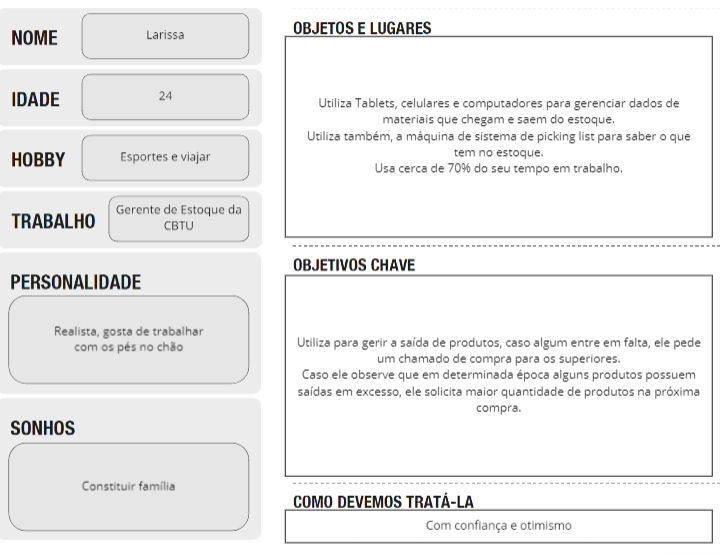 NOME
Larissa
IDADE
24
HOBBY
Esportes e viajar
TRABALHO
Gerente de Estoque da
CBTU
PERSONALIDADE
Realista, gosta de trabalhar
com os pés no chão
SONHOS
Constituir família
OBJETOS E LUGARES
Utiliza Tablets, celulares e computadores para gerenciar dados de
materiais que chegam e saem do estoque.
Utiliza também, a máquina de sistema de picking list para saber o que
tem no estoque.
Usa cerca de 70% do seu tempo em trabalho.
OBJETIVOS CHAVE
Utiliza para gerir a saída de produtos, caso algum entre em falta, ele pede
um chamado de compra para os superiores.
Caso ele observe que em determinada época alguns produtos possuem
saídas em excesso, ele solicita maior quantidade de produtos na próxima
compra.
COMO DEVEMOS TRATÁ-LA
Com confiança e otimismo